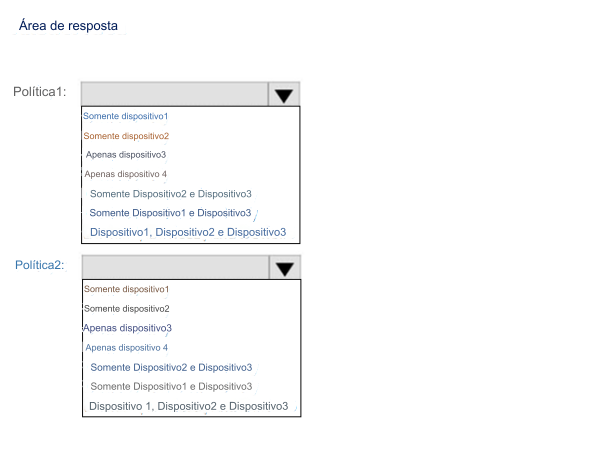 Área de resposta
Política1:
Somente dispositivo1
Somente dispositivo2
Apenas dispositivo3
Apenas dispositivo 4
Somente Dispositivo2 e Dispositivo3
Somente Dispositivo1 e Dispositivo3
Dispositivo1, Dispositivo2 e Dispositivo3
Política2:
Somente dispositivo1
Somente dispositivo2
Apenas dispositivo3
Apenas dispositivo 4
Somente Dispositivo2 e Dispositivo3
Somente Dispositivo1 e Dispositivo3
Dispositivo 1, Dispositivo2 e Dispositivo3